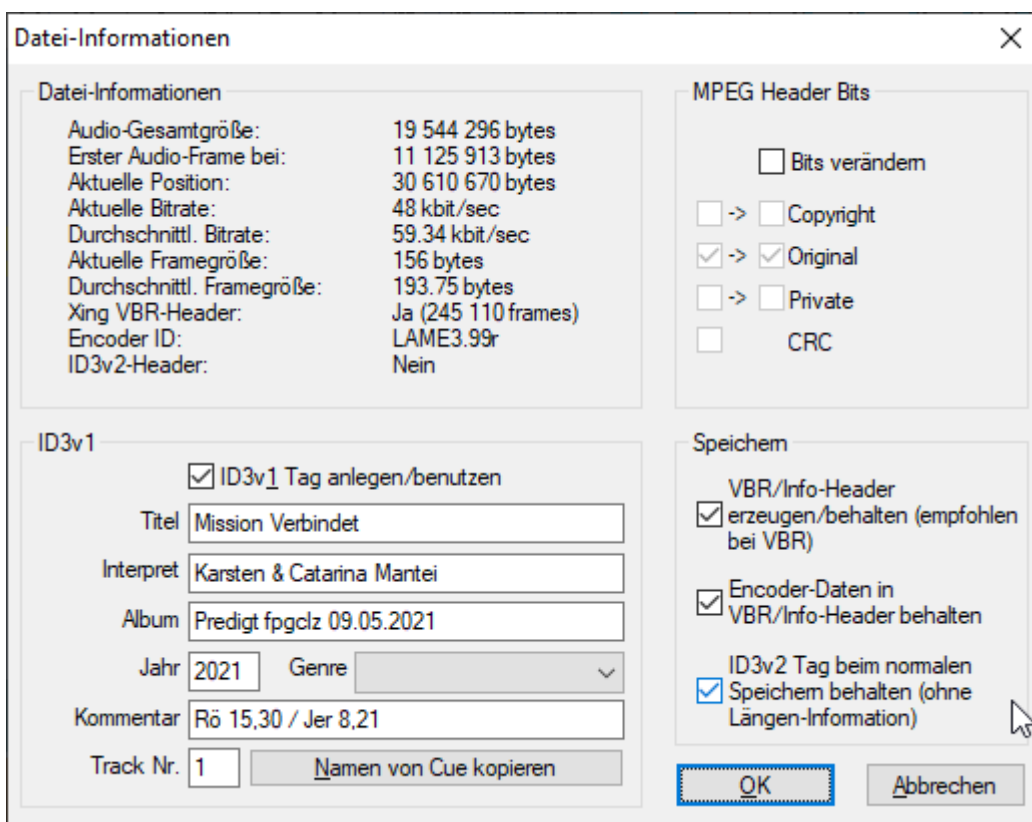 Datei-Informationen
Datei-Informationen
Audio-Gesamtgröße: 19 544 296 bytes
Erster Audio-Frame bei: 11 125 913 bytes
Aktuelle Position: 30 610 670 bytes
Aktuelle Bitrate: 48 kbit/sec
Durchschnittl. Bitrate: 59.34 kbit/sec
Aktuelle Framegröße: 156 bytes
Durchschnittl. Framegröße: 193.75 bytes
Xing VBR-Header: Ja (245 110 frames)
Encoder ID: LAME3.99r
ID3v2-Header: Nein
MPEG Header Bits
Bits verändern
-> Copyright
-> Original
-> Private
CRC
ID3v1
ID3v1 Tag anlegen/benutzen
Titel Mission Verbindet
Interpret Karsten & Catarina Mantei
Album Predigt fpgclz 09.05.2021
Jahr 2021 Genre
Kommentar Rö 15,30 / Jer 8,21
Track Nr. 1 Namen von Cue kopieren
Speichern
VBR/Info-Header
erzeugen/behalten (empfohlen
bei VBR)
Encoder-Daten in
VBR/Info-Header behalten
ID3v2 Tag beim normalen
Speichern behalten (ohne
Längen-Information)
OK Abbrechen